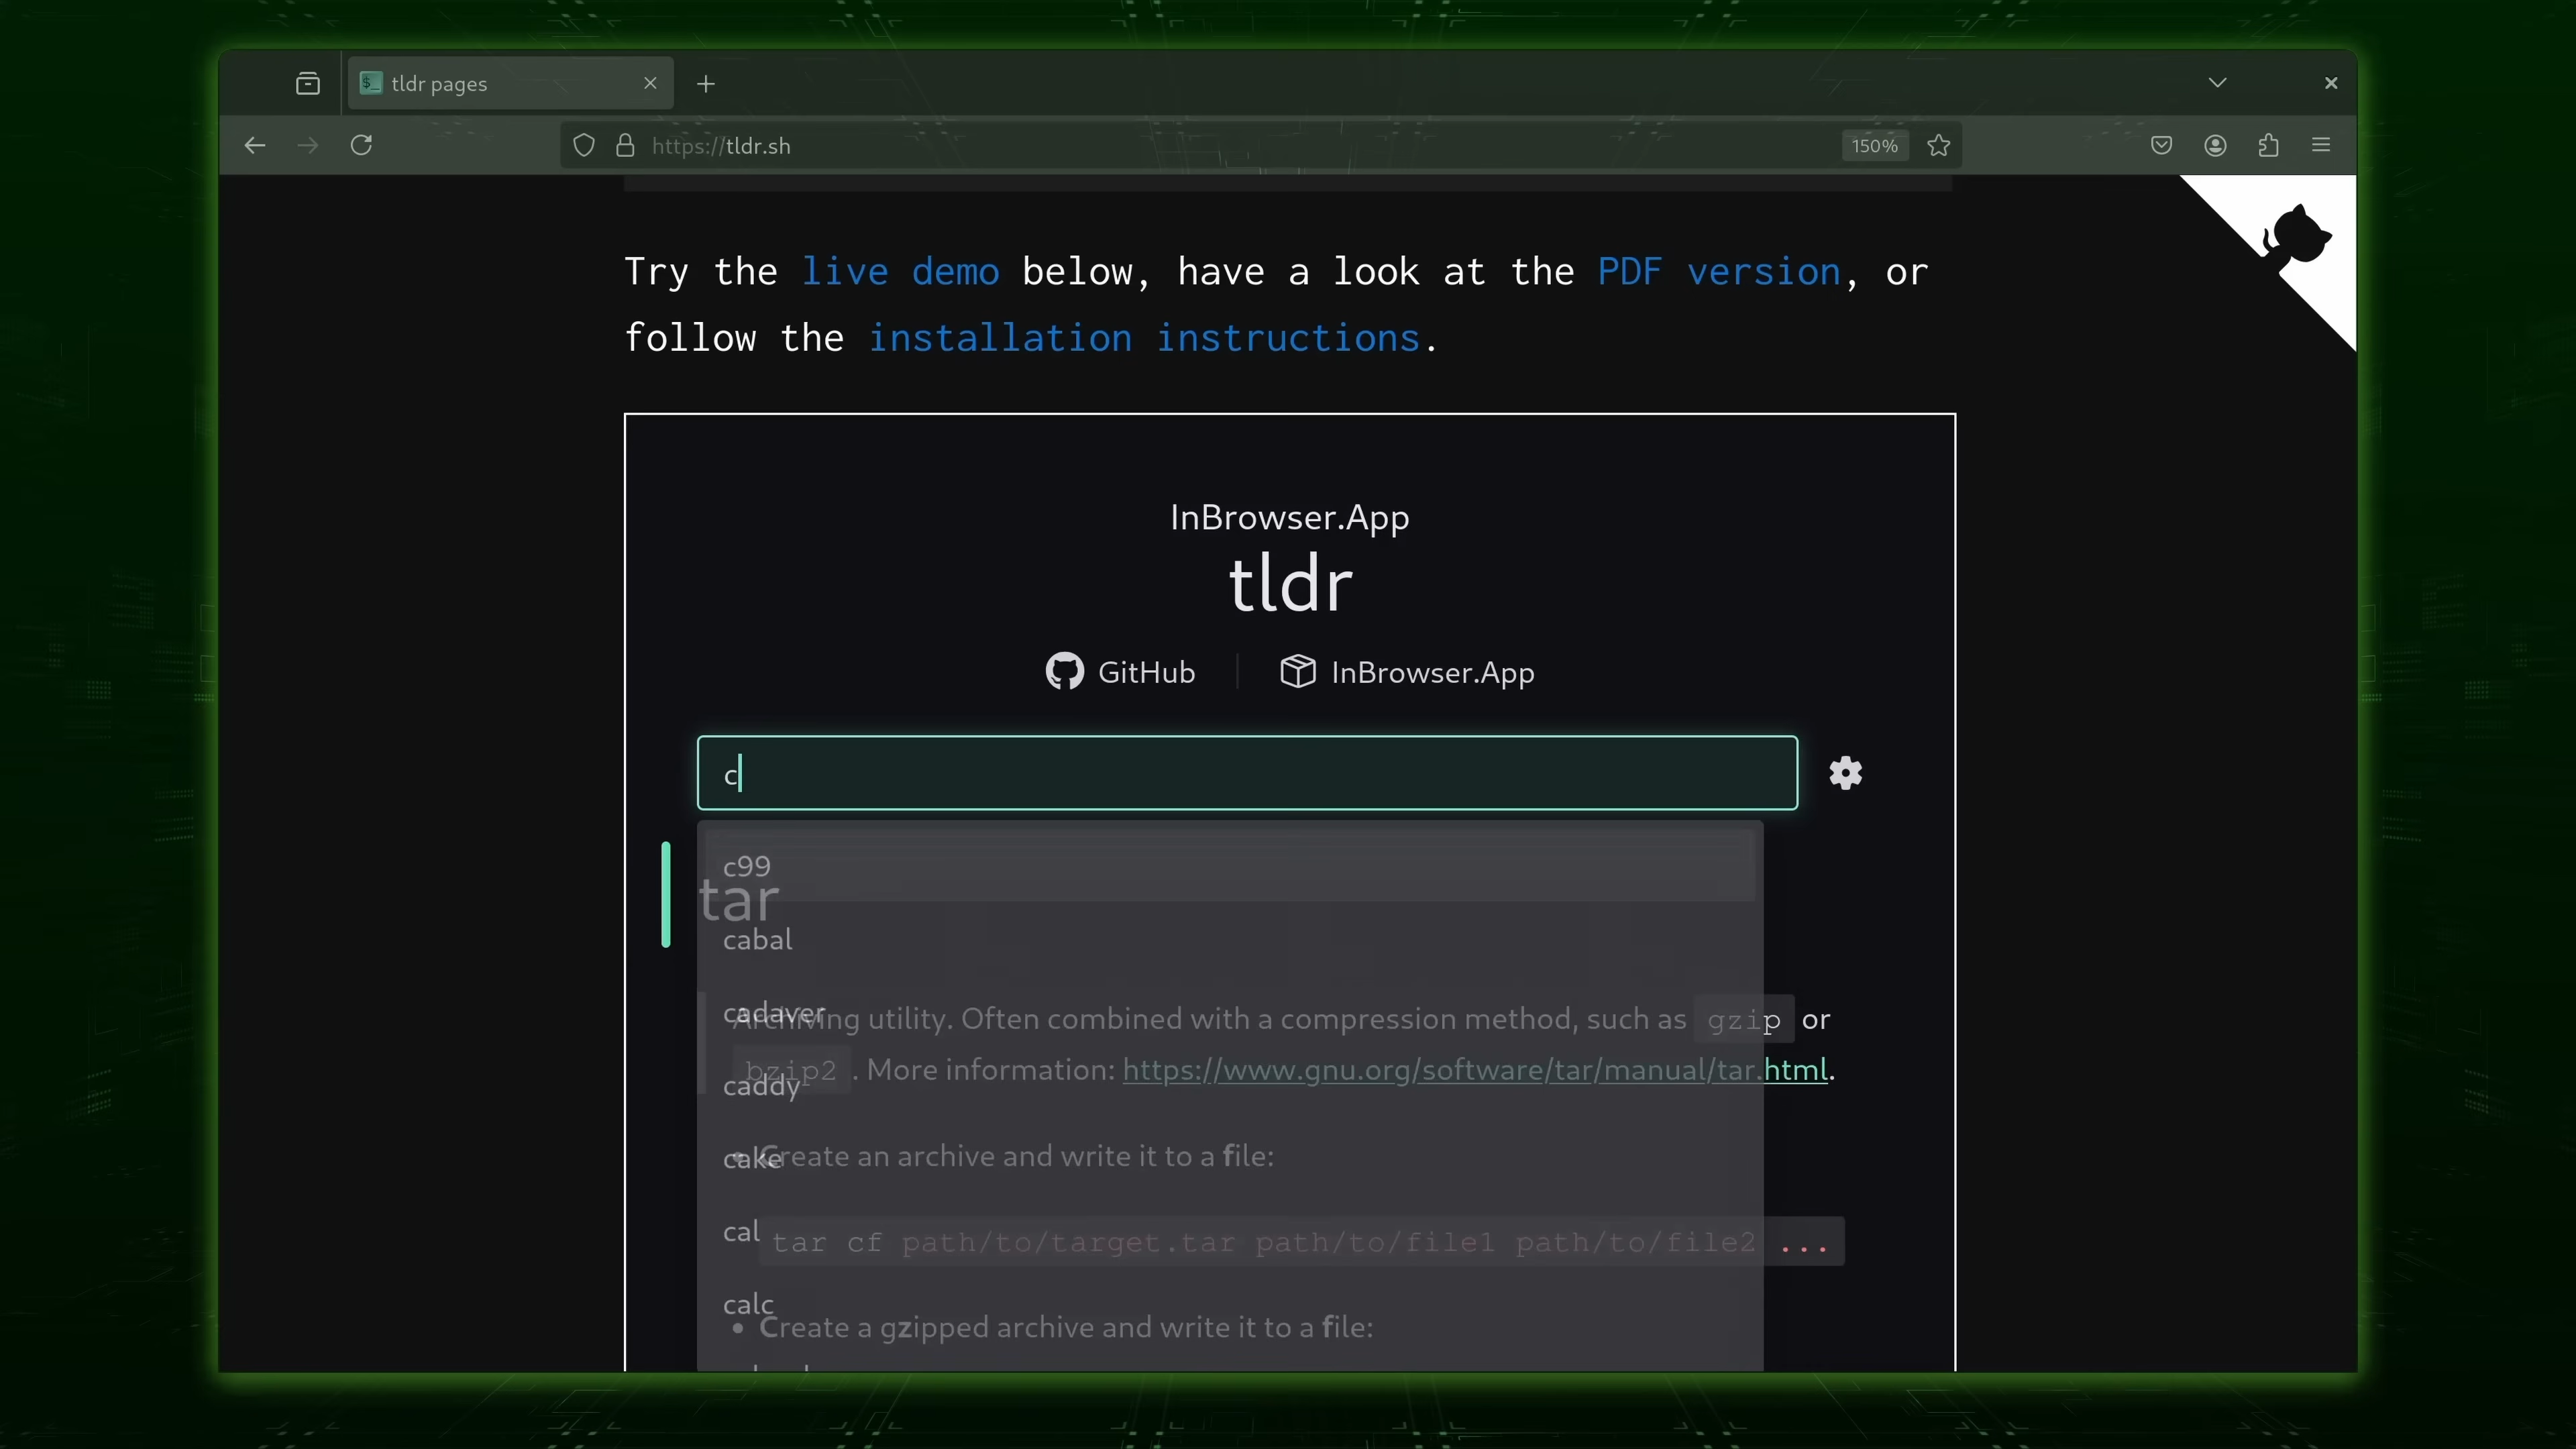 $_ tldr pages
https://tldr.sh 150%
Try the live demo below, have a look at the PDF version, or
follow the installation instructions.
InBrowser.App
tldr
GitHub InBrowser.App
c
c99
tar
cabal
cadaver
Archiving utility. Often combined with a compression method, such as gzip or
bzip2 . More information: https://www.gnu.org/software/tar/manual/tar.html.
caddy
cake
• Create an archive and write it to a file:
cal
tar cf path/to/target.tar path/to/file1 path/to/file2 ...
calc
• Create a gzipped archive and write it to a file: